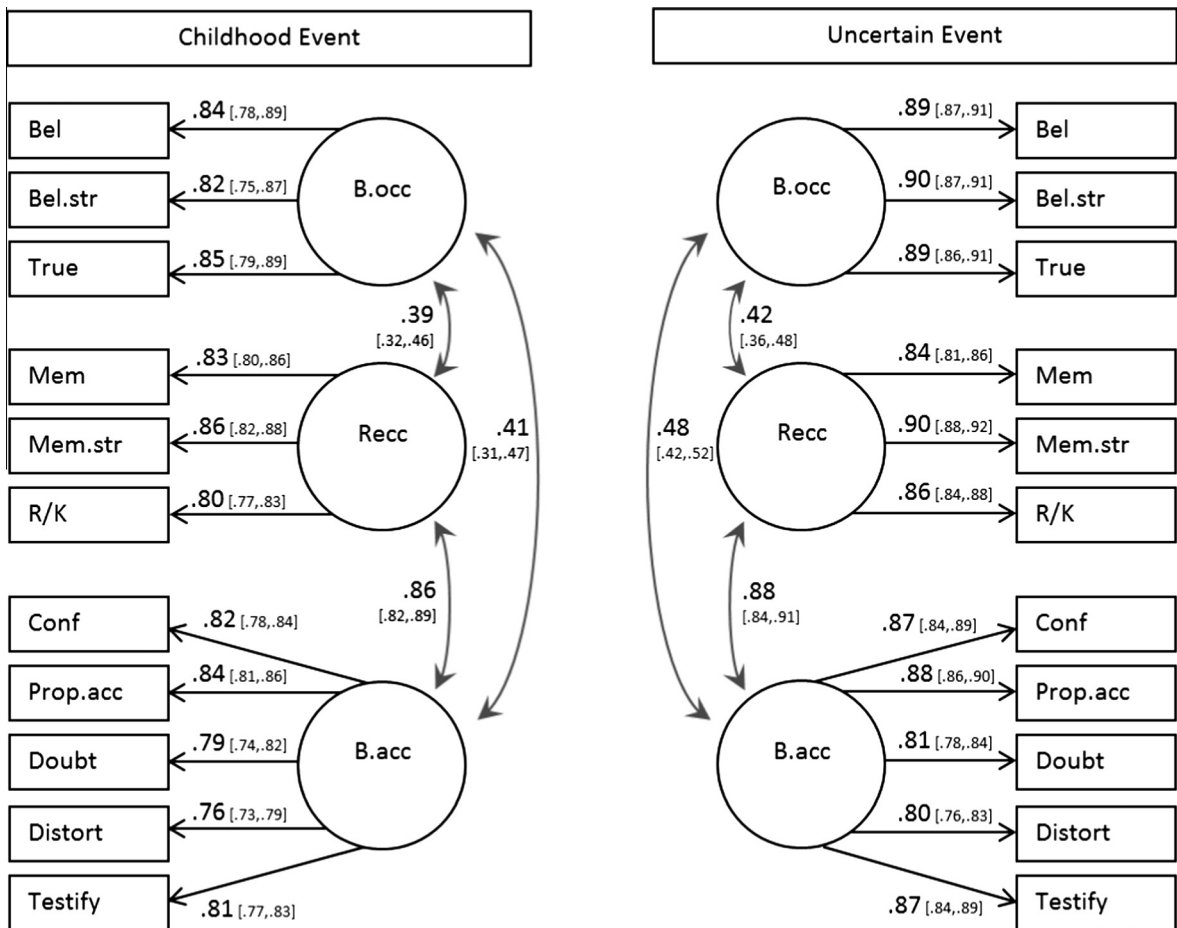 Childhood Event
Bel
.84 [.78,.89]
Bel.str
.82 [.75,.87]
True
.85 [.79,.89]
B.occ
.39
[.32,.46]
Mem
.83 [.80,.86]
Mem.str
.86 [.82,.88]
R/K
.80 [.77,.83]
Recc
.41
[.31,.47]
.86
[.82,.89]
Conf
.82 [.78,.84]
Prop.acc
.84 [.81,.86]
Doubt
.79 [.74,.82]
Distort
.76 [.73,.79]
Testify
.81 [.77,.83]
B.acc
Uncertain Event
B.occ
.89 [.87,.91]
Bel
.90 [.87,.91]
Bel.str
.89 [.86,.91]
True
.42
[.36,.48]
Recc
.84 [.81,.86]
Mem
.90 [.88,.92]
Mem.str
.86 [.84,.88]
R/K
.48
[.42,.52]
.88
[.84,.91]
B.acc
.87 [.84,.89]
Conf
.88 [.86,.90]
Prop.acc
.81 [.78,.84]
Doubt
.80 [.76,.83]
Distort
.87 [.84,.89]
Testify